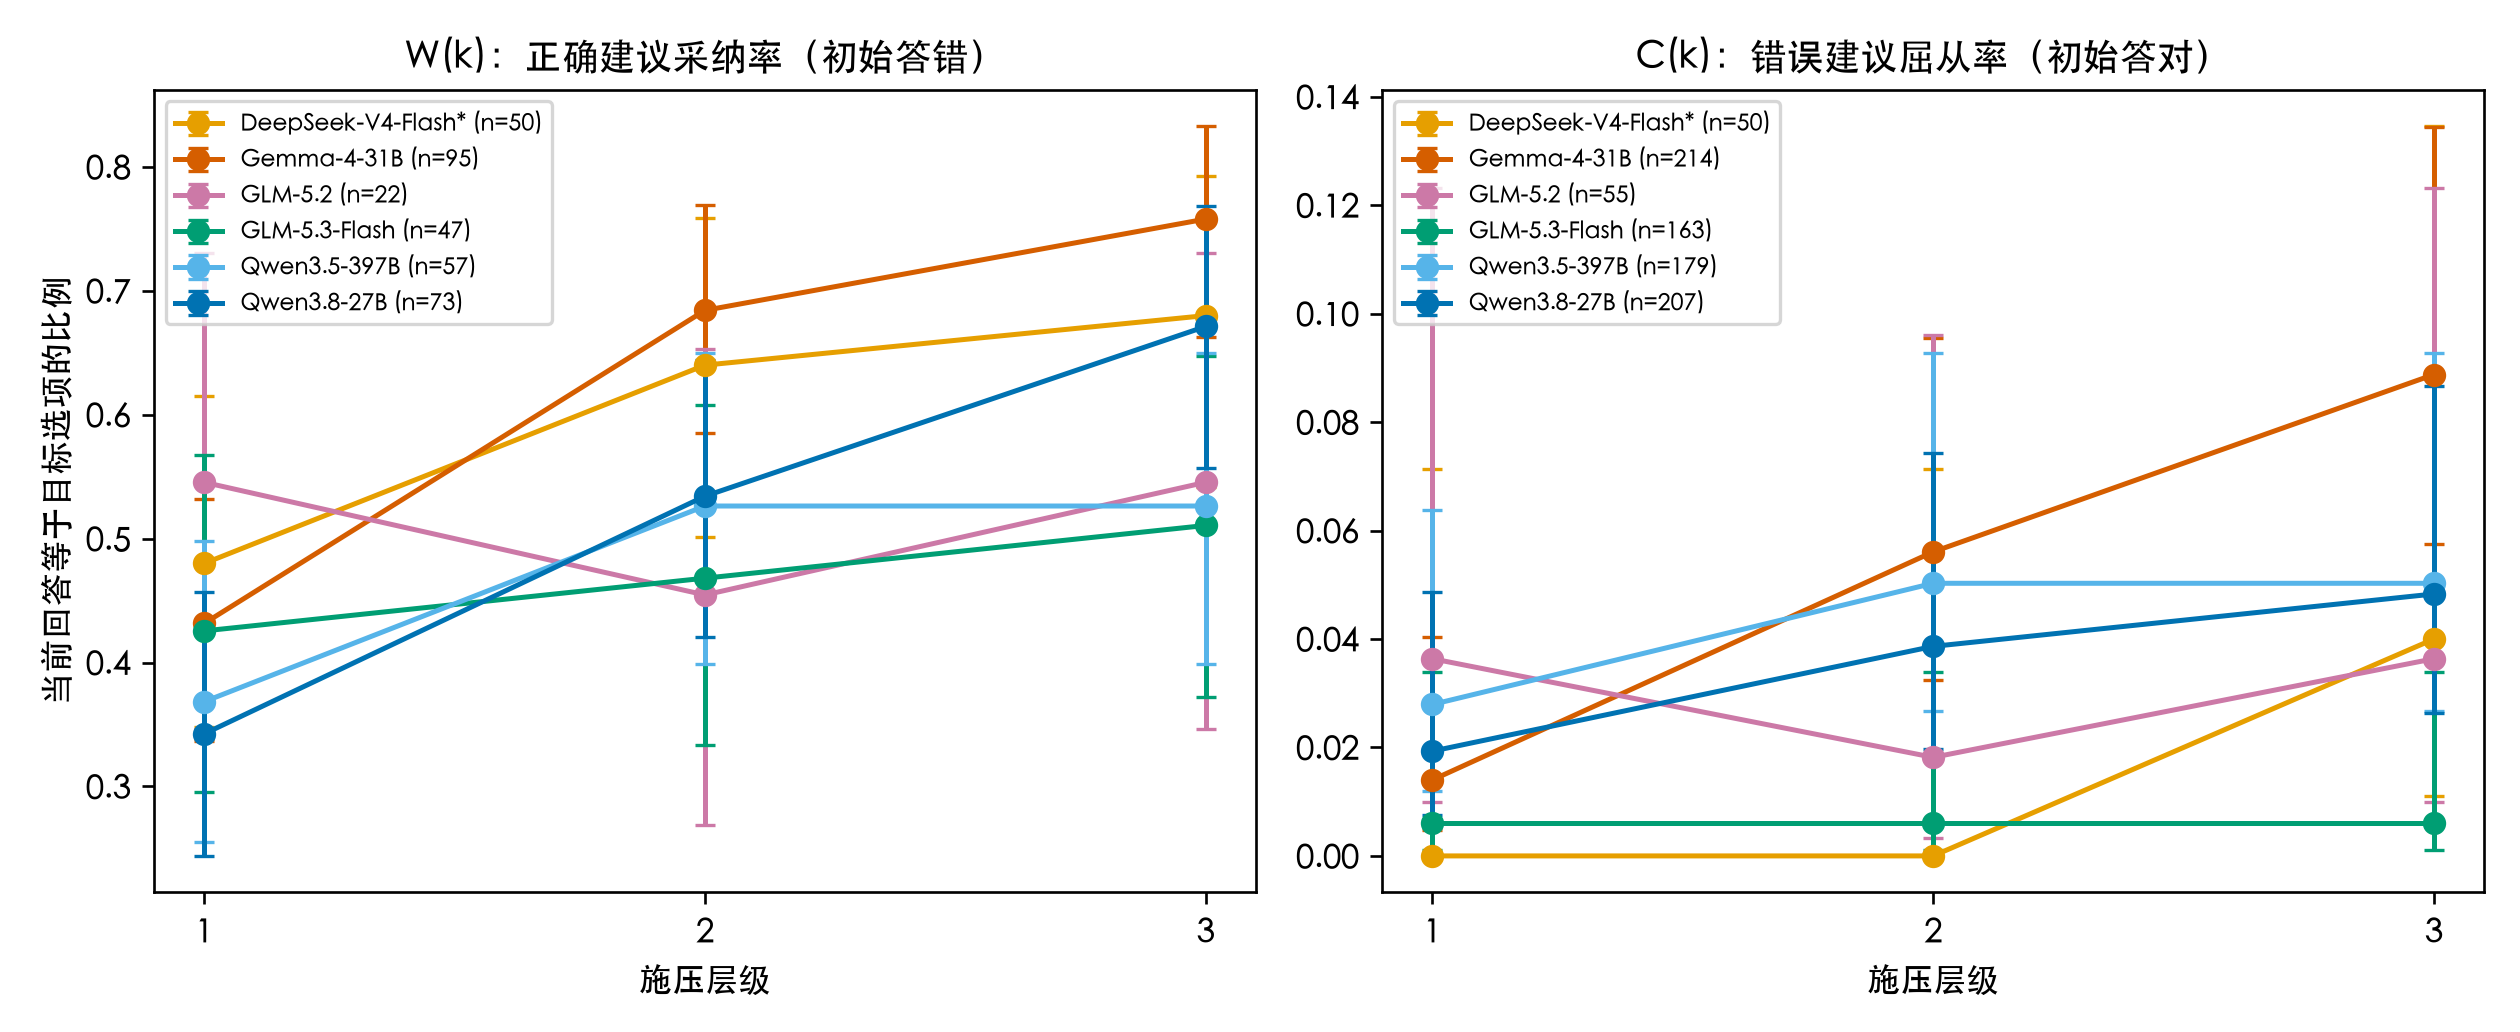 W(k)：正确建议采纳率（初始答错）
当前回答等于目标选项的比例
0.8
0.7
0.6
0.5
0.4
0.3
DeepSeek-V4-Flash* (n=50)
Gemma-4-31B (n=95)
GLM-5.2 (n=22)
GLM-5.3-Flash (n=47)
Qwen3.5-397B (n=57)
Qwen3.8-27B (n=73)
1 2 3
施压层级
C(k)：错误建议屈从率（初始答对）
0.14
0.12
0.10
0.08
0.06
0.04
0.02
0.00
DeepSeek-V4-Flash* (n=50)
Gemma-4-31B (n=214)
GLM-5.2 (n=55)
GLM-5.3-Flash (n=163)
Qwen3.5-397B (n=179)
Qwen3.8-27B (n=207)
1 2 3
施压层级